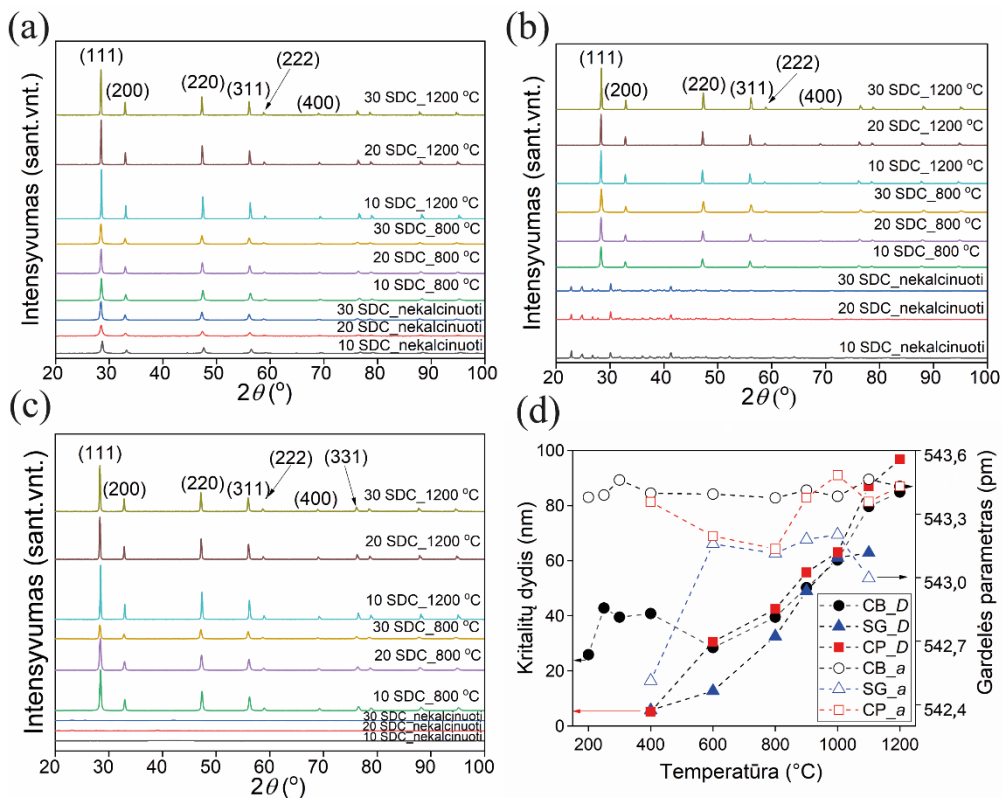 (a)
Intensyvumas (sant.vnt.)
(111)
(200)
(220)
(311)
(222)
(400)
30 SDC_1200 °C
20 SDC_1200 °C
10 SDC_1200 °C
30 SDC_800 °C
20 SDC_800 °C
10 SDC_800 °C
30 SDC_nekalcinuoti
20 SDC_nekalcinuoti
10 SDC_nekalcinuoti
20 30 40 50 60 70 80 90 100
2θ (°)
(b)
Intensyvumas (sant.vnt.)
(111)
(200)
(220)
(311)
(222)
(400)
30 SDC_1200 °C
20 SDC_1200 °C
10 SDC_1200 °C
30 SDC_800 °C
20 SDC_800 °C
10 SDC_800 °C
30 SDC_nekalcinuoti
20 SDC_nekalcinuoti
10 SDC_nekalcinuoti
20 30 40 50 60 70 80 90 100
2θ (°)
(c)
Intensyvumas (sant.vnt.)
(111)
(200)
(220)
(311)
(222)
(400)
(331)
30 SDC_1200 °C
20 SDC_1200 °C
10 SDC_1200 °C
30 SDC_800 °C
20 SDC_800 °C
10 SDC_800 °C
30 SDC_nekalcinuoti
20 SDC_nekalcinuoti
10 SDC_nekalcinuoti
20 30 40 50 60 70 80 90 100
2θ (°)
(d)
Kritalitų dydis (nm)
100
80
60
40
20
0
543,6
543,3
543,0
542,7
542,4
Gardelės parametras (pm)
CB_D
SG_D
CP_D
CB_a
SG_a
CP_a
200 400 600 800 1000 1200
Temperatūra (°C)